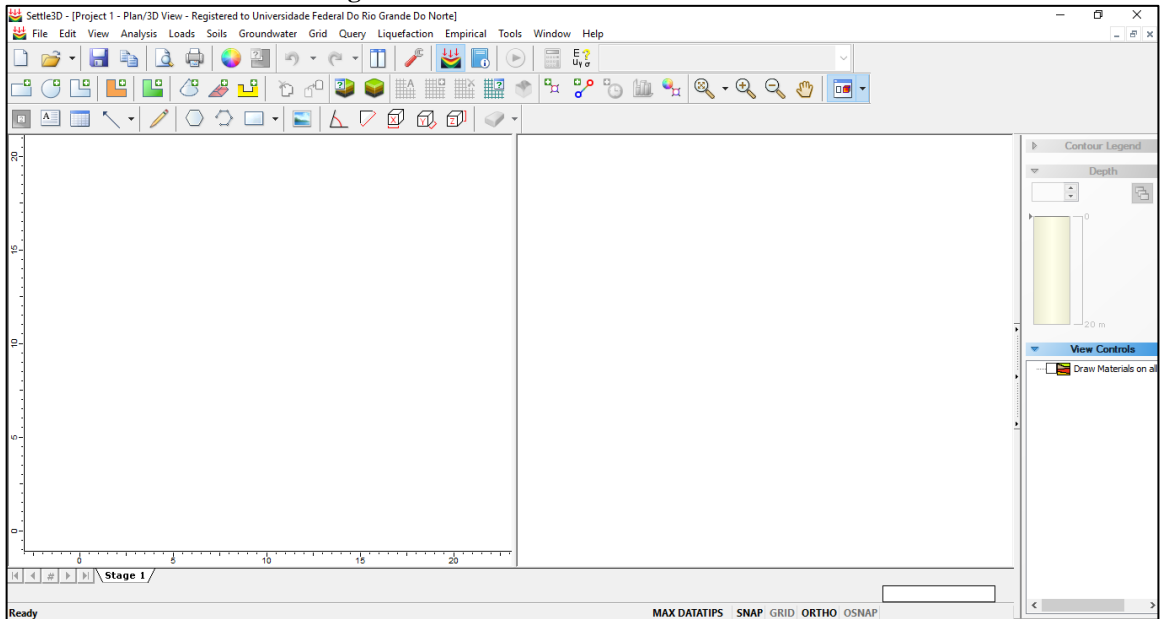 Settle3D - [Project 1 - Plan/3D View - Registered to Universidade Federal Do Rio Grande Do Norte]
File Edit View Analysis Loads Soils Groundwater Grid Query Liquefaction Empirical Tools Window Help
Contour Legend
Depth
0
20 m
View Controls
Draw Materials on all
20
15
10
5
0
0 5 10 15 20
Stage 1
Ready
MAX DATATIPS SNAP GRID ORTHO OSNAP